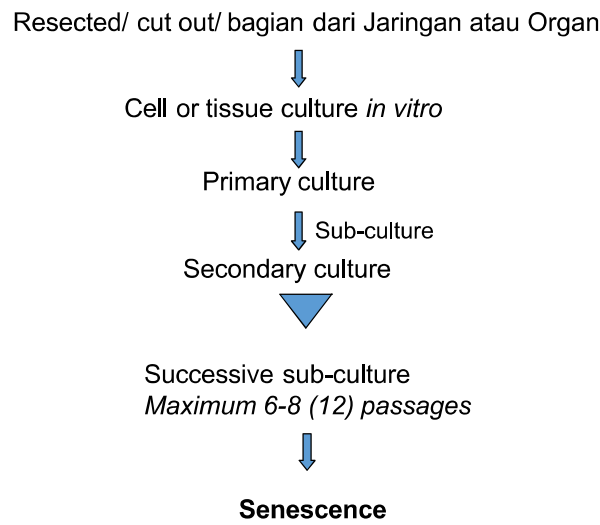 Resected/ cut out/ bagian dari Jaringan atau Organ
Cell or tissue culture in vitro
Primary culture
Sub-culture
Secondary culture
Successive sub-culture
Maximum 6-8 (12) passages
Senescence